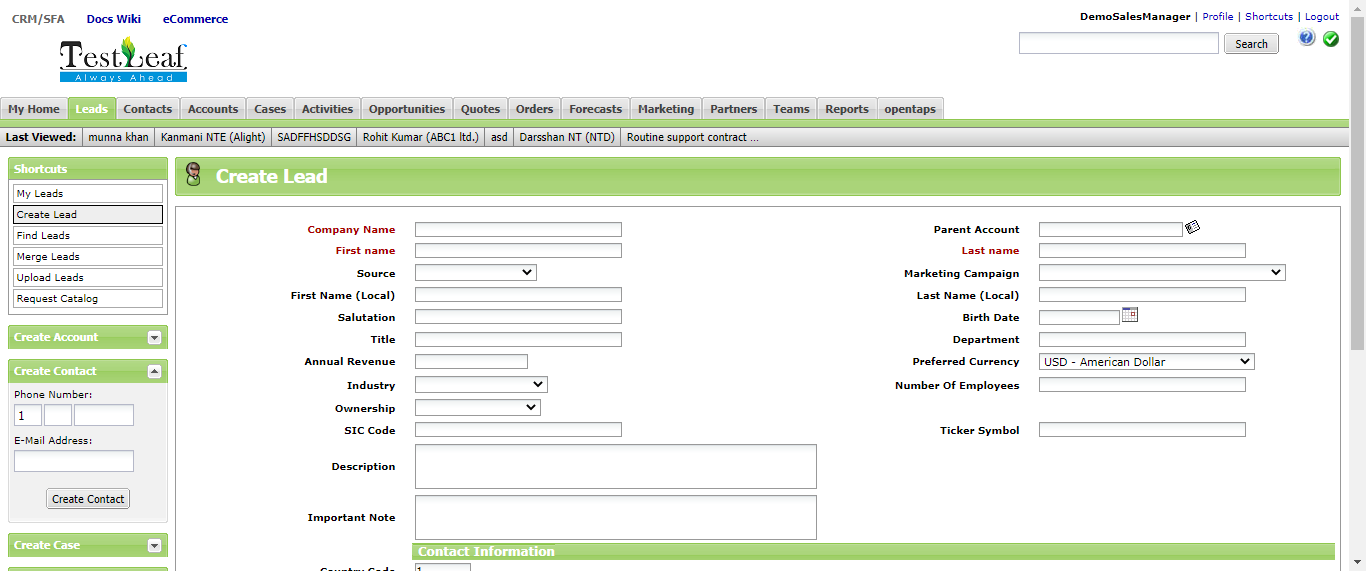 CRM/SFA Docs Wiki eCommerce
DemoSalesManager | Profile | Shortcuts | Logout
TestLeaf
Always Ahead
Search
My Home Leads Contacts Accounts Cases Activities Opportunities Quotes Orders Forecasts Marketing Partners Teams Reports opentaps
Last Viewed: munna khan Kanmani NTE (Alight) SADFFHSDDSG Rohit Kumar (ABC1 ltd.) asd Darsshan NT (NTD) Routine support contract ...
Shortcuts
My Leads
Create Lead
Find Leads
Merge Leads
Upload Leads
Request Catalog
Create Account
Create Contact
Phone Number:
1
E-Mail Address:
Create Contact
Create Case
Create Lead
Company Name Parent Account
First name Last name
Source Marketing Campaign
First Name (Local) Last Name (Local)
Salutation Birth Date
Title Department
Annual Revenue Preferred Currency USD - American Dollar
Industry Number Of Employees
Ownership
SIC Code Ticker Symbol
Description
Important Note
Contact Information
Country Code 1